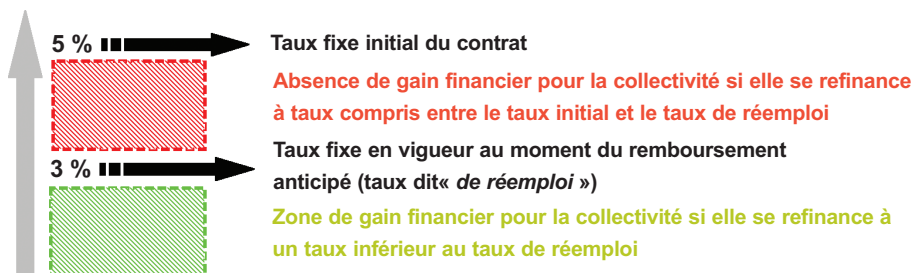 5 % Taux fixe initial du contrat
Absence de gain financier pour la collectivité si elle se refinance
à taux compris entre le taux initial et le taux de réemploi
3 % Taux fixe en vigueur au moment du remboursement
anticipé (taux dit« de réemploi »)
Zone de gain financier pour la collectivité si elle se refinance à
un taux inférieur au taux de réemploi